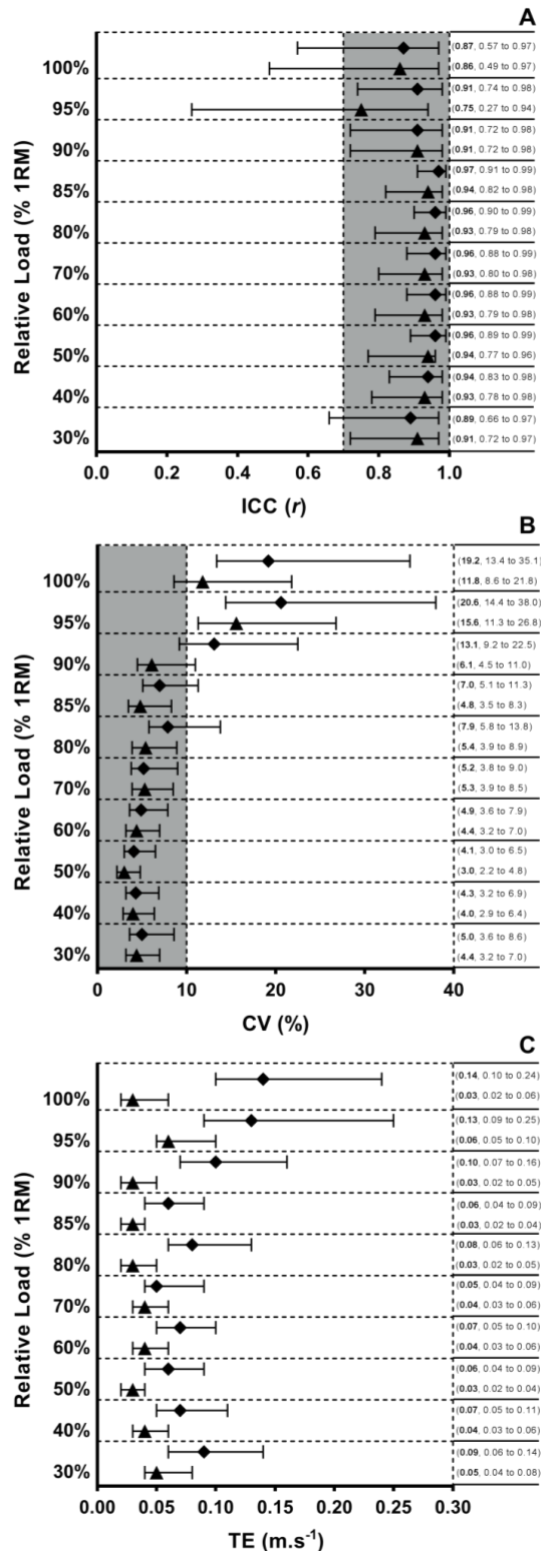 A
(0.87, 0.57 to 0.97)
100% (0.86, 0.49 to 0.97)
(0.91, 0.74 to 0.98)
95% (0.75, 0.27 to 0.94)
(0.91, 0.72 to 0.98)
90% (0.91, 0.72 to 0.98)
(0.97, 0.91 to 0.99)
85% (0.94, 0.82 to 0.98)
(0.96, 0.90 to 0.99)
80% (0.93, 0.79 to 0.98)
(0.96, 0.88 to 0.99)
70% (0.93, 0.80 to 0.98)
(0.96, 0.88 to 0.99)
60% (0.93, 0.79 to 0.98)
(0.96, 0.89 to 0.99)
50% (0.94, 0.77 to 0.96)
(0.94, 0.83 to 0.98)
40% (0.93, 0.78 to 0.98)
(0.89, 0.66 to 0.97)
30% (0.91, 0.72 to 0.97)
Relative Load (% 1RM)
0.0 0.2 0.4 0.6 0.8 1.0
ICC (r)
B
(19.2, 13.4 to 35.1)
100% (11.8, 8.6 to 21.8)
(20.6, 14.4 to 38.0)
95% (15.6, 11.3 to 26.8)
(13.1, 9.2 to 22.5)
90% (6.1, 4.5 to 11.0)
(7.0, 5.1 to 11.3)
85% (4.8, 3.5 to 8.3)
(7.9, 5.8 to 13.8)
80% (5.4, 3.9 to 8.9)
(5.2, 3.8 to 9.0)
70% (5.3, 3.9 to 8.5)
(4.9, 3.6 to 7.9)
60% (4.4, 3.2 to 7.0)
(4.1, 3.0 to 6.5)
50% (3.0, 2.2 to 4.8)
(4.3, 3.2 to 6.9)
40% (4.0, 2.9 to 6.4)
(5.0, 3.6 to 8.6)
30% (4.4, 3.2 to 7.0)
Relative Load (% 1RM)
0 10 20 30 40
CV (%)
C
(0.14, 0.10 to 0.24)
100% (0.03, 0.02 to 0.06)
(0.13, 0.09 to 0.25)
95% (0.06, 0.05 to 0.10)
(0.10, 0.07 to 0.16)
90% (0.03, 0.02 to 0.05)
(0.06, 0.04 to 0.09)
85% (0.03, 0.02 to 0.04)
(0.08, 0.06 to 0.13)
80% (0.03, 0.02 to 0.05)
(0.05, 0.04 to 0.09)
70% (0.04, 0.03 to 0.06)
(0.07, 0.05 to 0.10)
60% (0.04, 0.03 to 0.06)
(0.06, 0.04 to 0.09)
50% (0.03, 0.02 to 0.04)
(0.07, 0.05 to 0.11)
40% (0.04, 0.03 to 0.06)
(0.09, 0.06 to 0.14)
30% (0.05, 0.04 to 0.08)
Relative Load (% 1RM)
0.00 0.05 0.10 0.15 0.20 0.25 0.30
TE (m.s⁻¹)